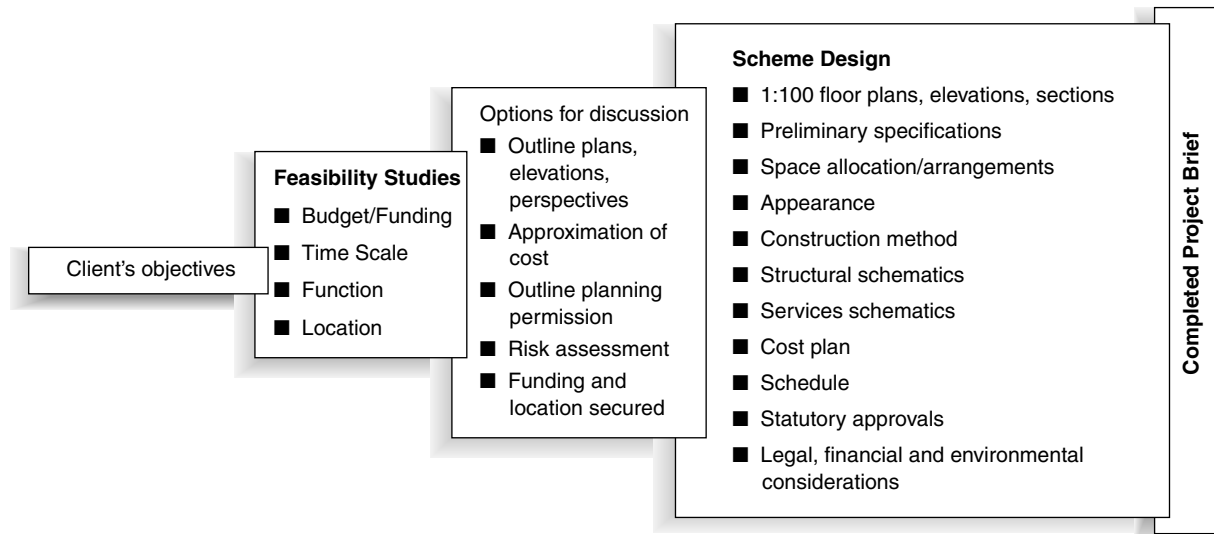 Client's objectives
Feasibility Studies
■ Budget/Funding
■ Time Scale
■ Function
■ Location
Options for discussion
■ Outline plans,
elevations,
perspectives
■ Approximation of
cost
■ Outline planning
permission
■ Risk assessment
■ Funding and
location secured
Scheme Design
■ 1:100 floor plans, elevations, sections
■ Preliminary specifications
■ Space allocation/arrangements
■ Appearance
■ Construction method
■ Structural schematics
■ Services schematics
■ Cost plan
■ Schedule
■ Statutory approvals
■ Legal, financial and environmental
considerations
Completed Project Brief